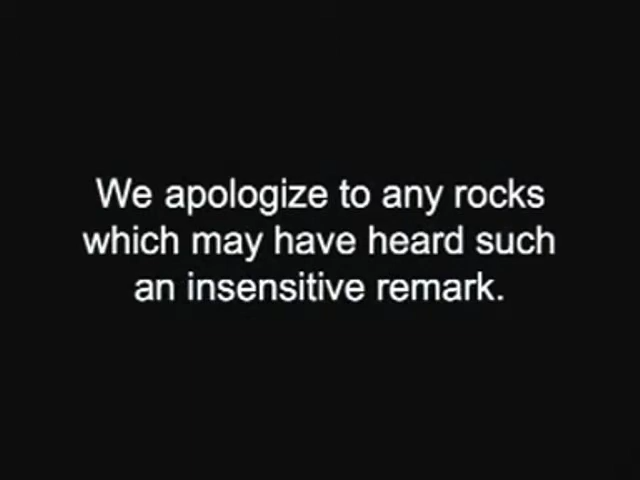 We apologize to any rocks
which may have heard such
an insensitive remark.